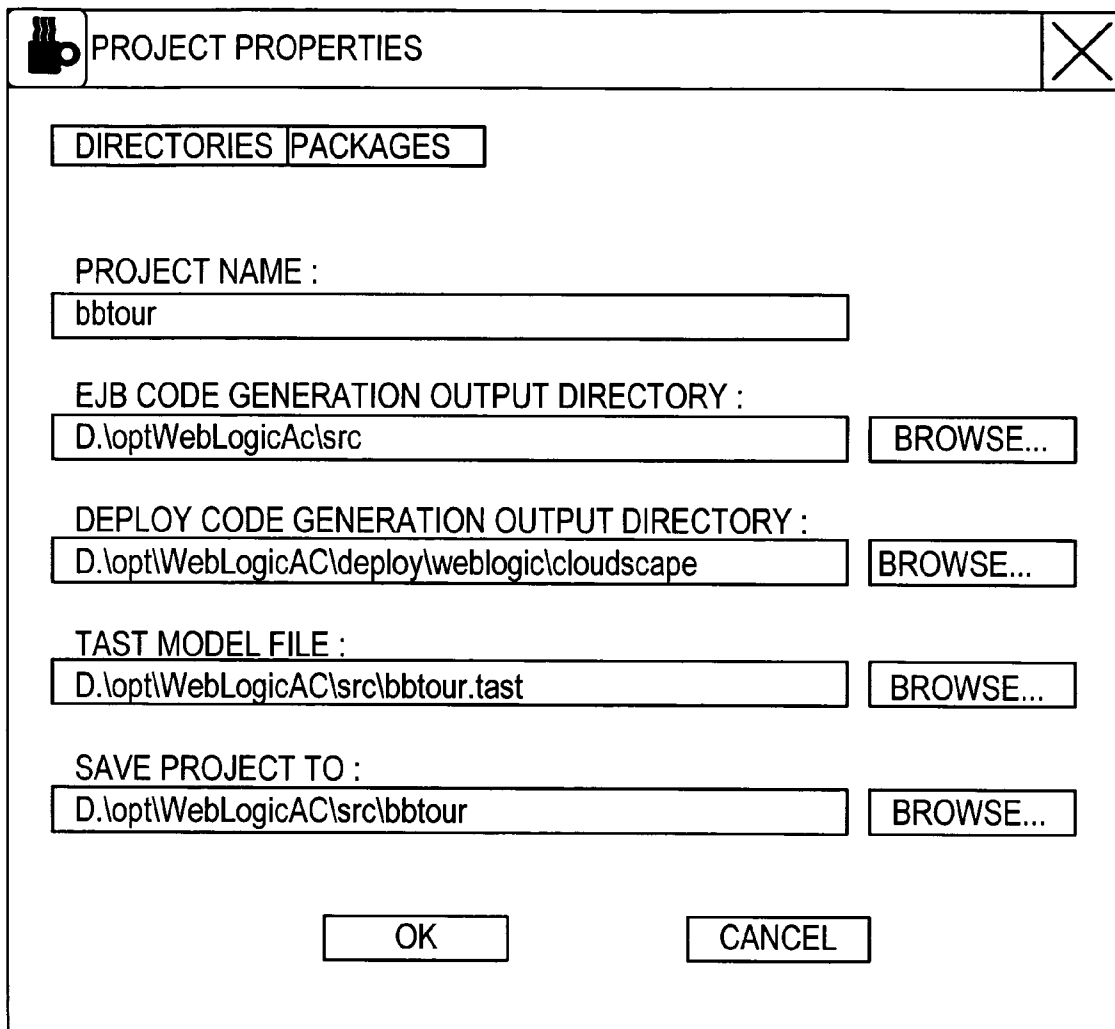 PROJECT PROPERTIES
DIRECTORIES PACKAGES
PROJECT NAME :
bbtour
EJB CODE GENERATION OUTPUT DIRECTORY :
D.\optWebLogicAc\src BROWSE...
DEPLOY CODE GENERATION OUTPUT DIRECTORY :
D.\opt\WebLogicAC\deploy\weblogic\cloudscape BROWSE...
TAST MODEL FILE :
D.\opt\WebLogicAC\src\bbtour.tast BROWSE...
SAVE PROJECT TO :
D.\opt\WebLogicAC\src\bbtour BROWSE...
OK CANCEL